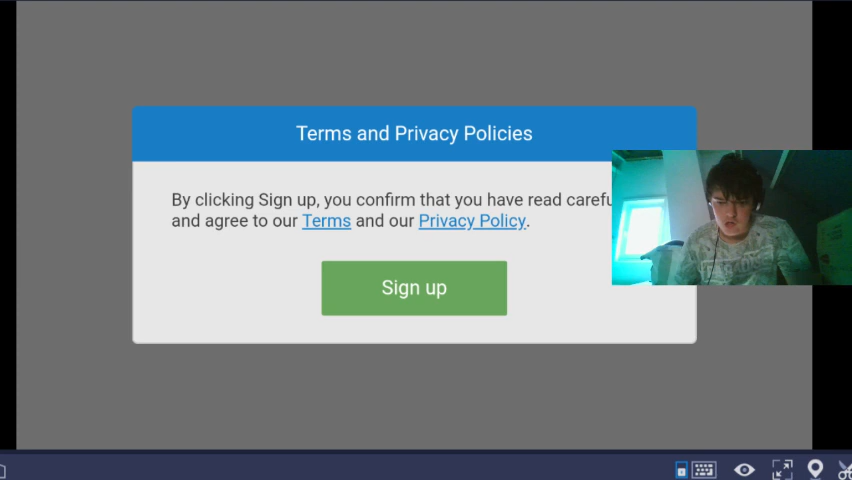 Terms and Privacy Policies
By clicking Sign up, you confirm that you have read
and agree to our Terms and our Privacy Policy.
Sign up